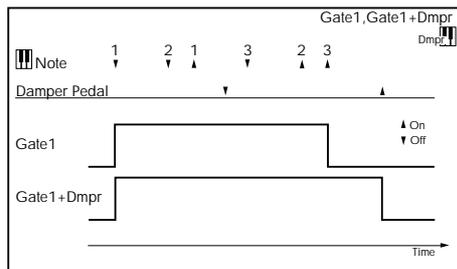 Gate1,Gate1+Dmpr
Dmpr
1 2 1 3 2 3
Note
Damper Pedal
On
Gate1
Off
Gate1+Dmpr
Time